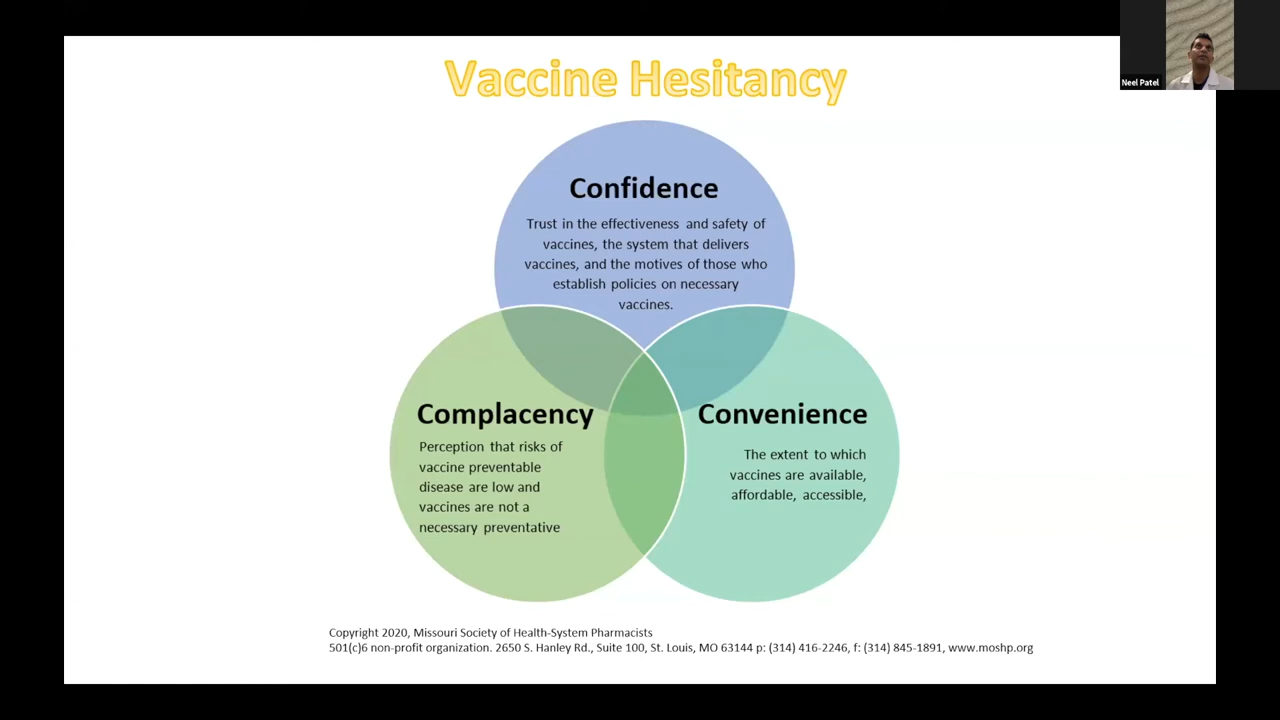 Vaccine Hesitancy
Neel Patel
Confidence
Trust in the effectiveness and safety of
vaccines, the system that delivers
vaccines, and the motives of those who
establish policies on necessary
vaccines.
Complacency
Perception that risks of
vaccine preventable
disease are low and
vaccines are not a
necessary preventative
Convenience
The extent to which
vaccines are available,
affordable, accessible,
Copyright 2020, Missouri Society of Health-System Pharmacists
501(c)6 non-profit organization. 2650 S. Hanley Rd., Suite 100, St. Louis, MO 63144 p: (314) 416-2246, f: (314) 845-1891, www.moshp.org